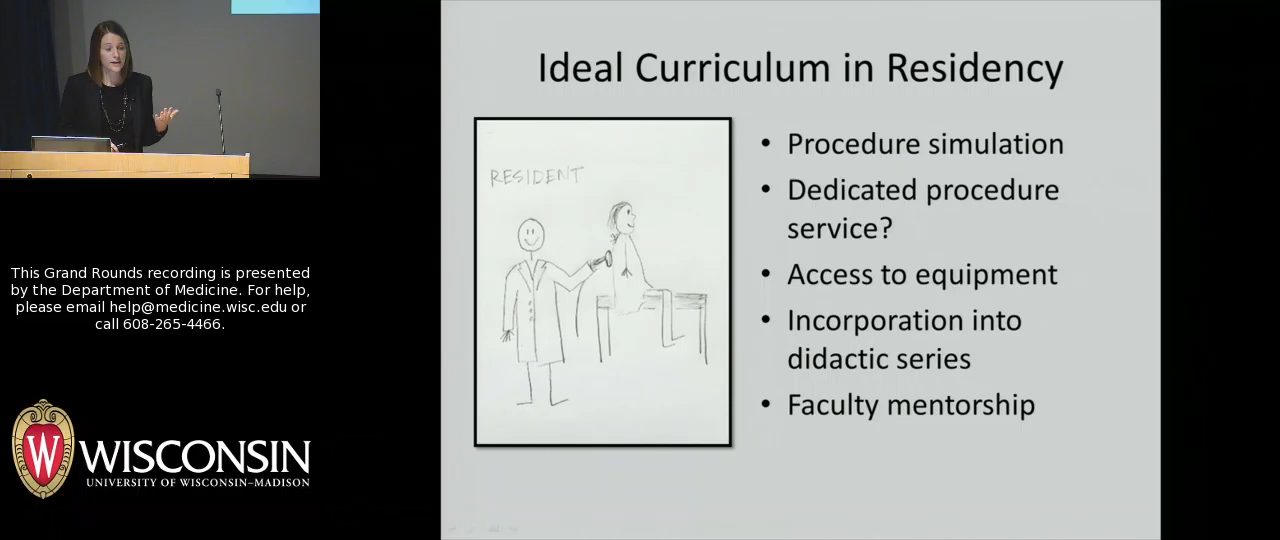 Ideal Curriculum in Residency
RESIDENT
• Procedure simulation
• Dedicated procedure
service?
• Access to equipment
• Incorporation into
didactic series
• Faculty mentorship
This Grand Rounds recording is presented
by the Department of Medicine. For help,
please email help@medicine.wisc.edu or
call 608-265-4466.
W
WISCONSIN
UNIVERSITY OF WISCONSIN–MADISON